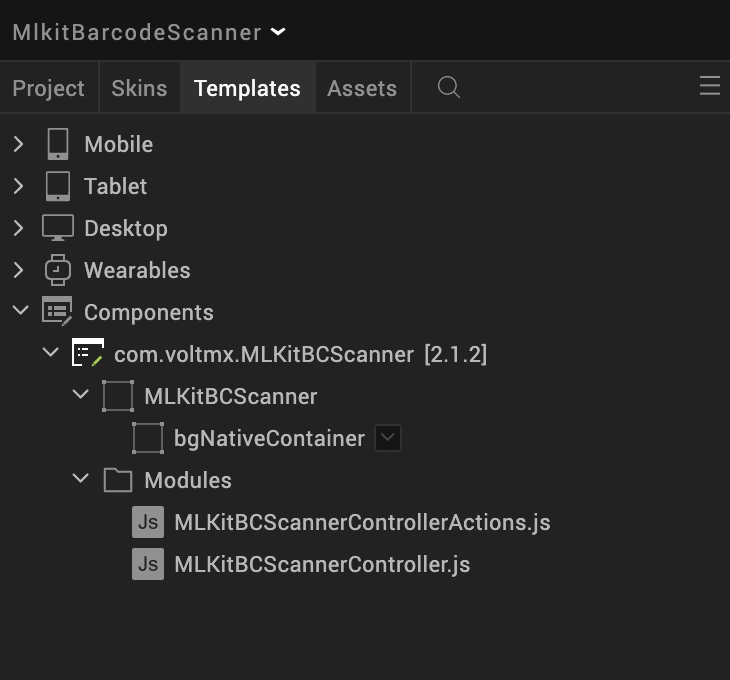 MlkitBarcodeScanner
Project Skins Templates Assets
Mobile
Tablet
Desktop
Wearables
Components
com.voltmx.MLKitBCScanner [2.1.2]
MLKitBCScanner
bgNativeContainer
Modules
Js MLKitBCScannerControllerActions.js
Js MLKitBCScannerController.js